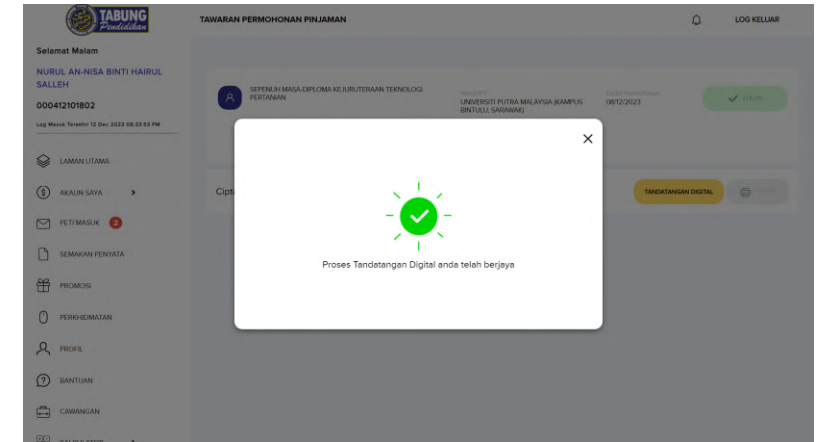 TABUNG
Pendidikan
TAWARAN PERMOHONAN PINJAMAN
LOG KELUAR
Selamat Malam
NURUL AN-NISA BINTI HAIRUL
SALLEH
000412101802
Log Masuk Terakhir 12 Dec 2023 08:33:53 PM
SEPENUH MASA-DIPLOMA KEJURUTERAAN TEKNOLOGI
PERTANIAN
UNIVERSITI PUTRA MALAYSIA (KAMPUS
BINTULU, SARAWAK)
08/12/2023
LAMAN UTAMA
AKAUN SAYA
Cipt
TANDATANGAN DIGITAL
PETI MASUK 2
SEMAKAN PENYATA
Proses Tandatangan Digital anda telah berjaya
PROMOSI
PERKHIDMATAN
PROFIL
BANTUAN
CAWANGAN